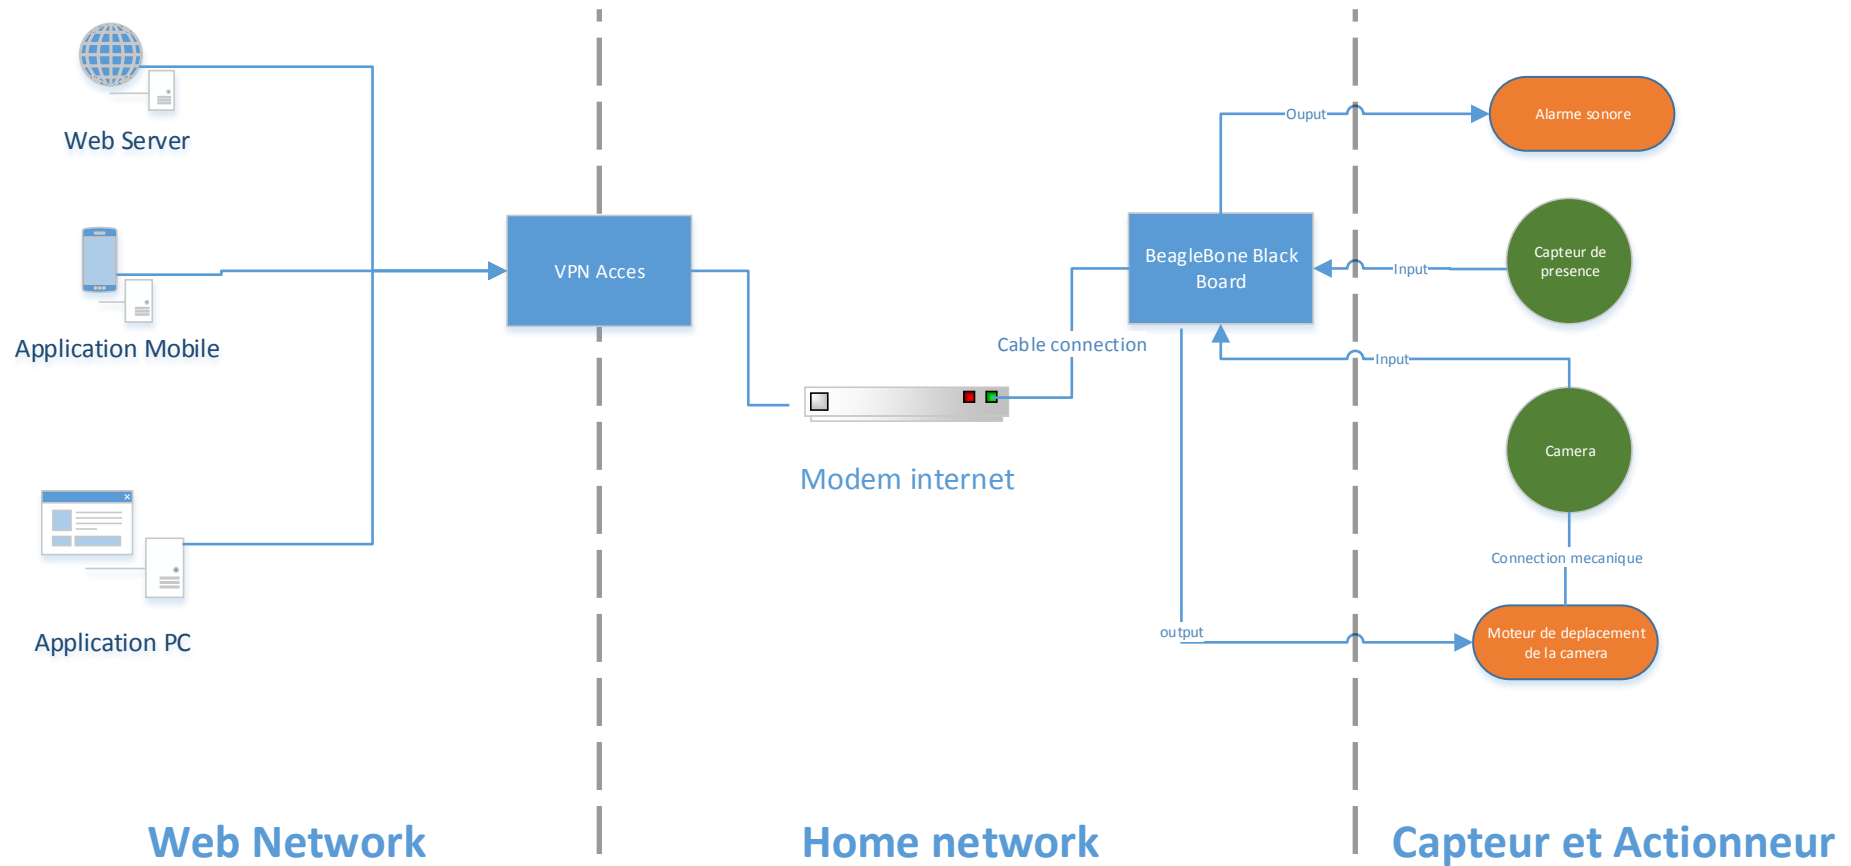 Web Server
Application Mobile
Application PC
VPN Acces
Modem internet
Cable connection
BeagleBone Black
Board
Ouput
Input
Input
output
Alarme sonore
Capteur de
presence
Camera
Connection mecanique
Moteur de deplacement
de la camera
Web Network
Home network
Capteur et Actionneur